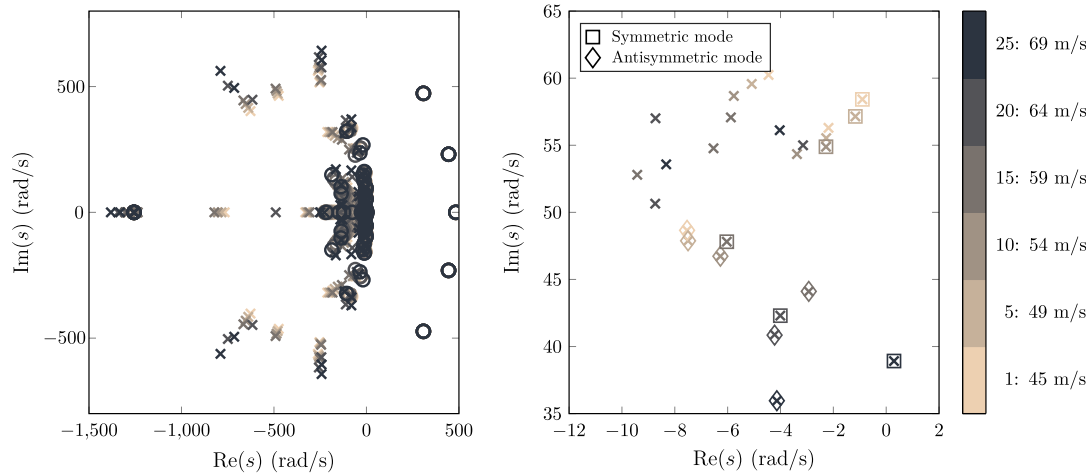 500
0
−500
−1,500
−1,000
−500
0
500
Re(s) (rad/s)
Im(s) (rad/s)
65
60
55
50
45
40
35
−12
−10
−8
−6
−4
−2
0
2
Re(s) (rad/s)
Im(s) (rad/s)
Symmetric mode
Antisymmetric mode
25: 69 m/s
20: 64 m/s
15: 59 m/s
10: 54 m/s
5: 49 m/s
1: 45 m/s